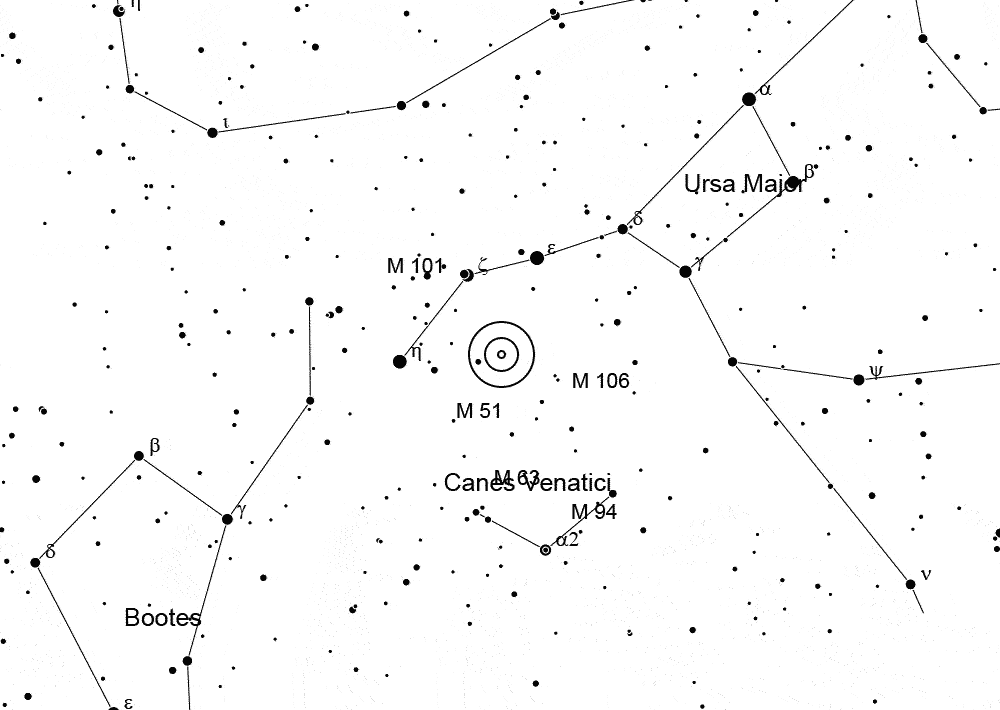 η
ι
α
Ursa Major
β
δ
ε
γ
M 101
ζ
η
M 106
ψ
M 51
β
M 63
Canes Venatici
γ
M 94
α2
δ
ν
Bootes
ε